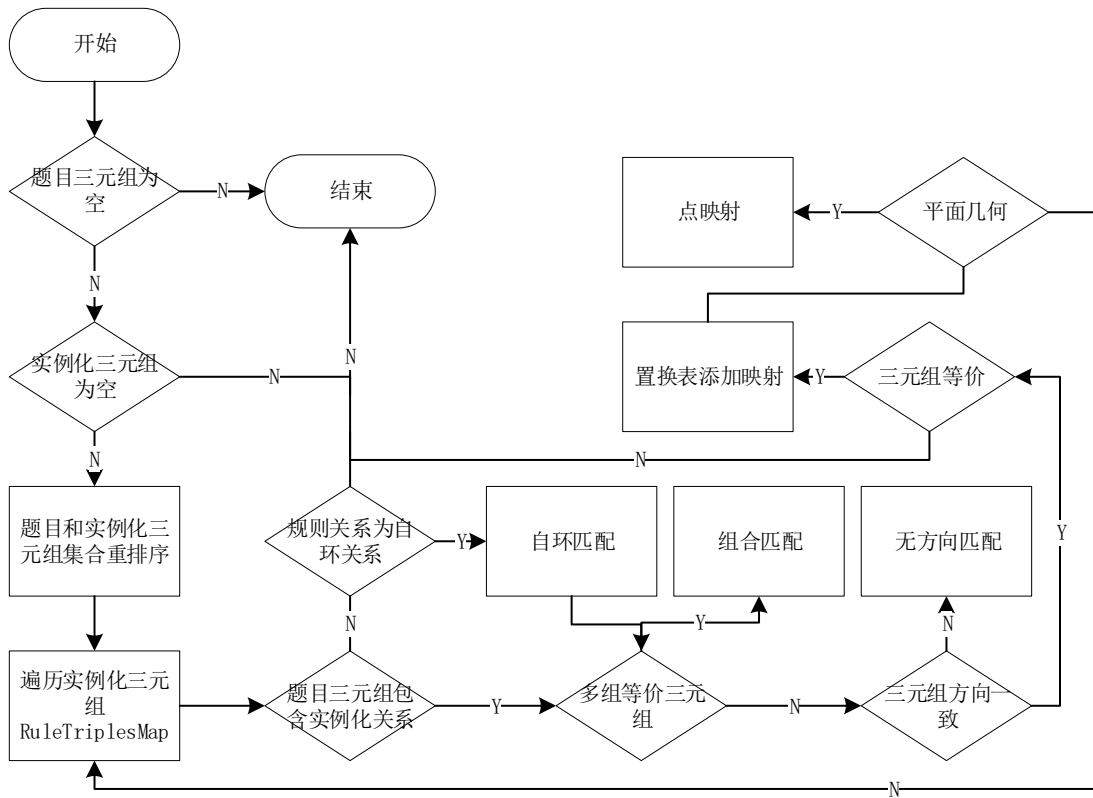 开始
题目三元组为
空
N
结束
点映射
Y
平面几何
N
N
实例化三元组
为空
N
置换表添加映射
Y
三元组等价
N
N
题目和实例化三
元组集合重排序
规则关系为自
环关系
Y
自环匹配
组合匹配
无方向匹配
Y
N
Y
N
遍历实例化三元
组
RuleTriplesMap
题目三元组包
含实例化关系
Y
多组等价三元
组
N
三元组方向一
致
N